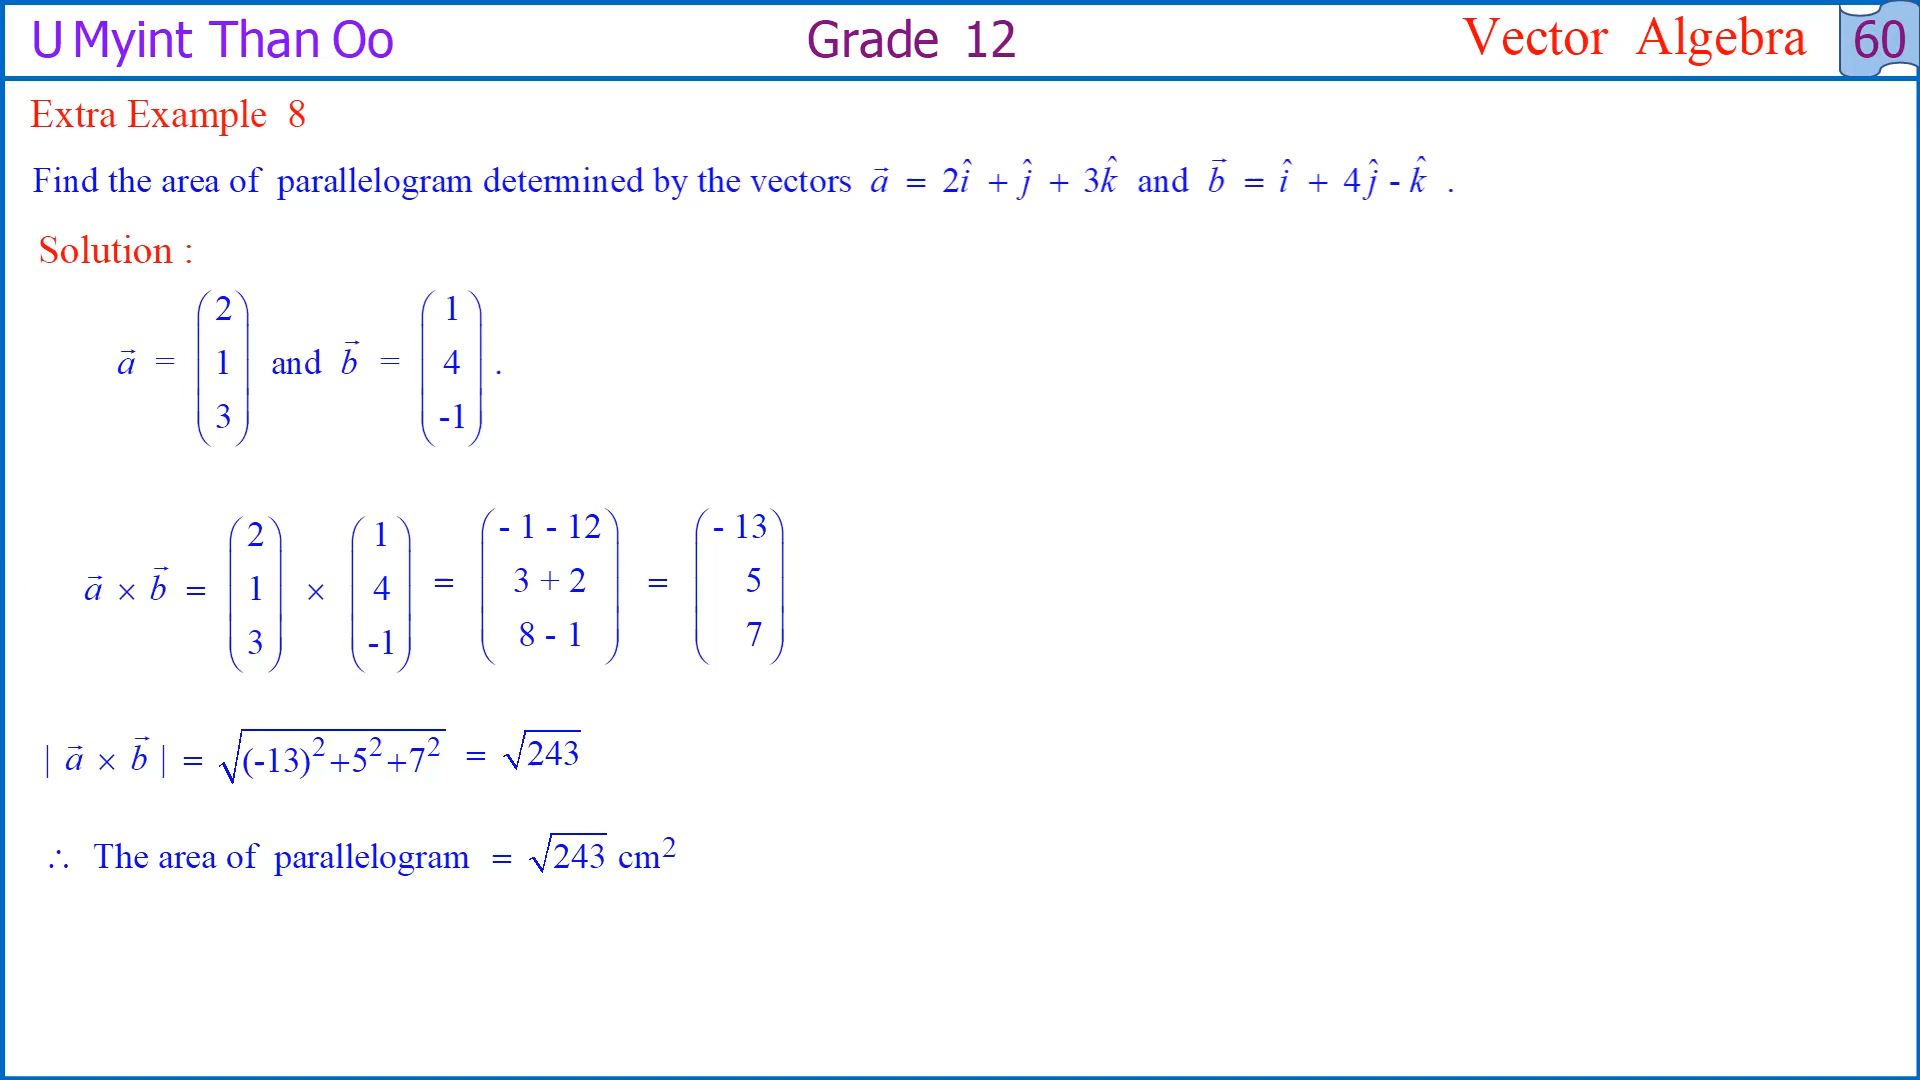 U Myint Than Oo Grade 12 Vector Algebra 60
Extra Example 8
Find the area of parallelogram determined by the vectors a⃗ = 2î + ĵ + 3k̂ and b⃗ = î + 4ĵ - k̂ .
Solution :
a⃗ = (2 1 3) and b⃗ = (1 4 -1) .
a⃗ × b⃗ = (2 1 3) × (1 4 -1) = (- 1 - 12 3 + 2 8 - 1) = (- 13 5 7)
| a⃗ × b⃗ | = √((-13)²+5²+7²) = √243
∴ The area of parallelogram = √243 cm²